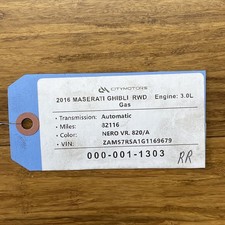 CITYMOTORS
2016 MASERATI GHIBLI RWD Engine: 3.0L
Gas
• Transmission: Automatic
• Miles: 82116
• Color: NERO VR. 820/A
• VIN: ZAM57RSA1G1169679
000-001-1303
RR